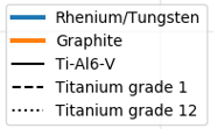 Rhenium/Tungsten
Graphite
Ti-Al6-V
Titanium grade 1
Titanium grade 12